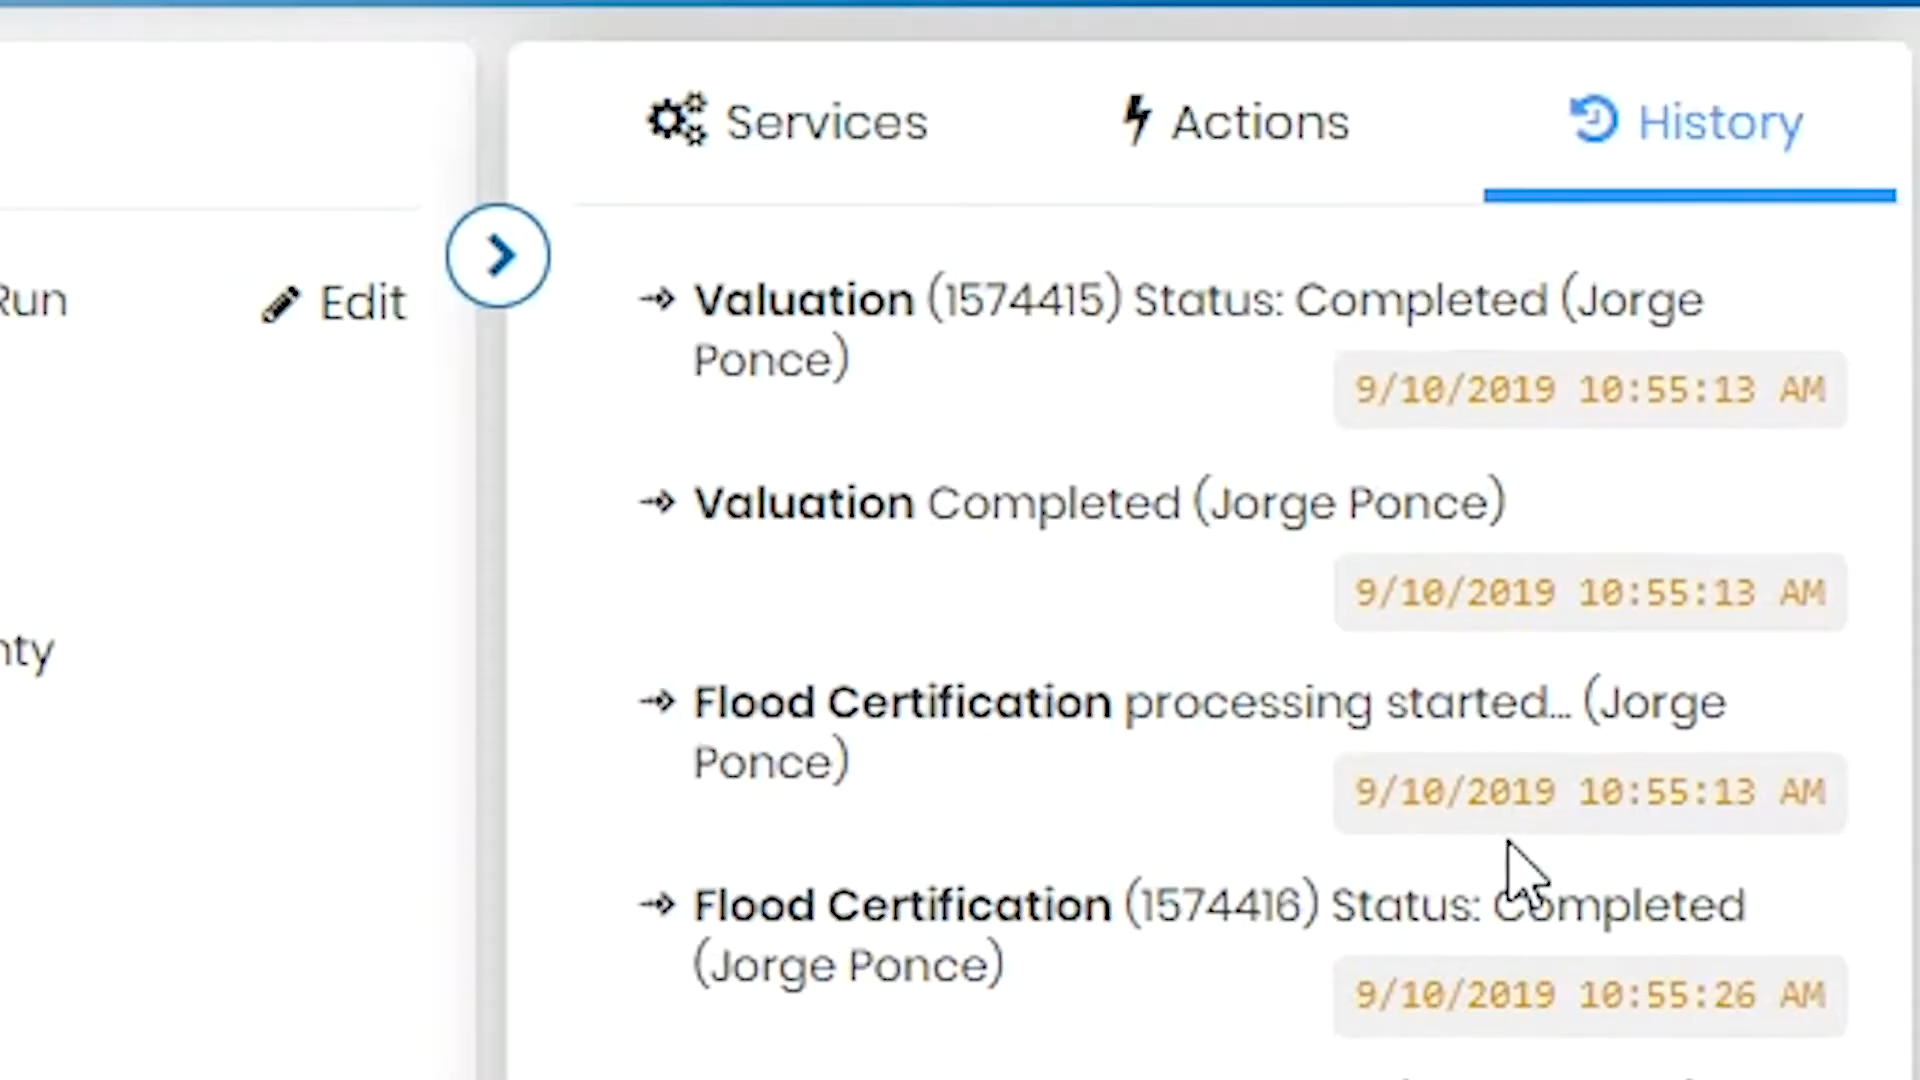 Services
Actions
History
Run
Edit
nty
Valuation (1574415) Status: Completed (Jorge
Ponce)
9/10/2019 10:55:13 AM
Valuation Completed (Jorge Ponce)
9/10/2019 10:55:13 AM
Flood Certification processing started... (Jorge
Ponce)
9/10/2019 10:55:13 AM
Flood Certification (1574416) Status: Completed
(Jorge Ponce)
9/10/2019 10:55:26 AM